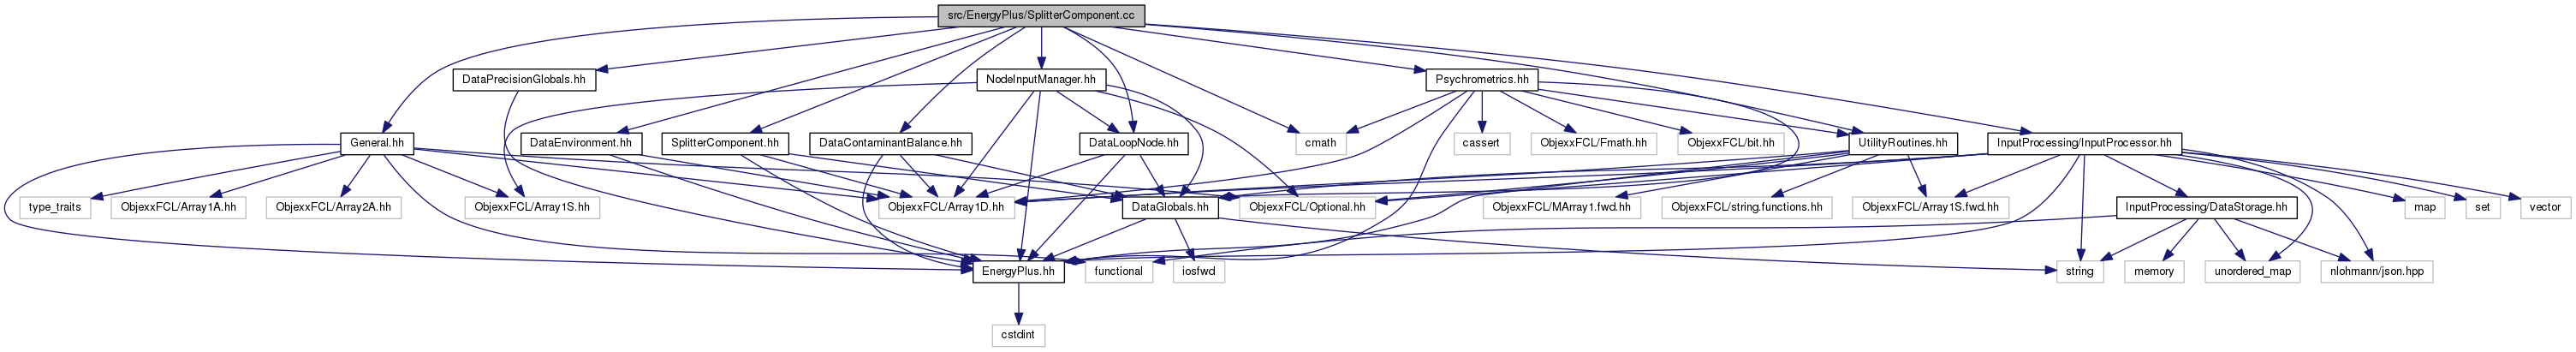 src/EnergyPlus/SplitterComponent.cc
DataPrecisionGlobals.hh
NodeInputManager.hh
Psychrometrics.hh
General.hh
DataEnvironment.hh
SplitterComponent.hh
DataContaminantBalance.hh
DataLoopNode.hh
cmath
cassert
ObjexxFCL/Fmath.hh
ObjexxFCL/bit.hh
UtilityRoutines.hh
InputProcessing/InputProcessor.hh
type_traits
ObjexxFCL/Array1A.hh
ObjexxFCL/Array2A.hh
ObjexxFCL/Array1S.hh
ObjexxFCL/Array1D.hh
DataGlobals.hh
ObjexxFCL/Optional.hh
ObjexxFCL/MArray1.fwd.hh
ObjexxFCL/string.functions.hh
ObjexxFCL/Array1S.fwd.hh
InputProcessing/DataStorage.hh
map
set
vector
EnergyPlus.hh
functional
iosfwd
string
memory
unordered_map
nlohmann/json.hpp
cstdint